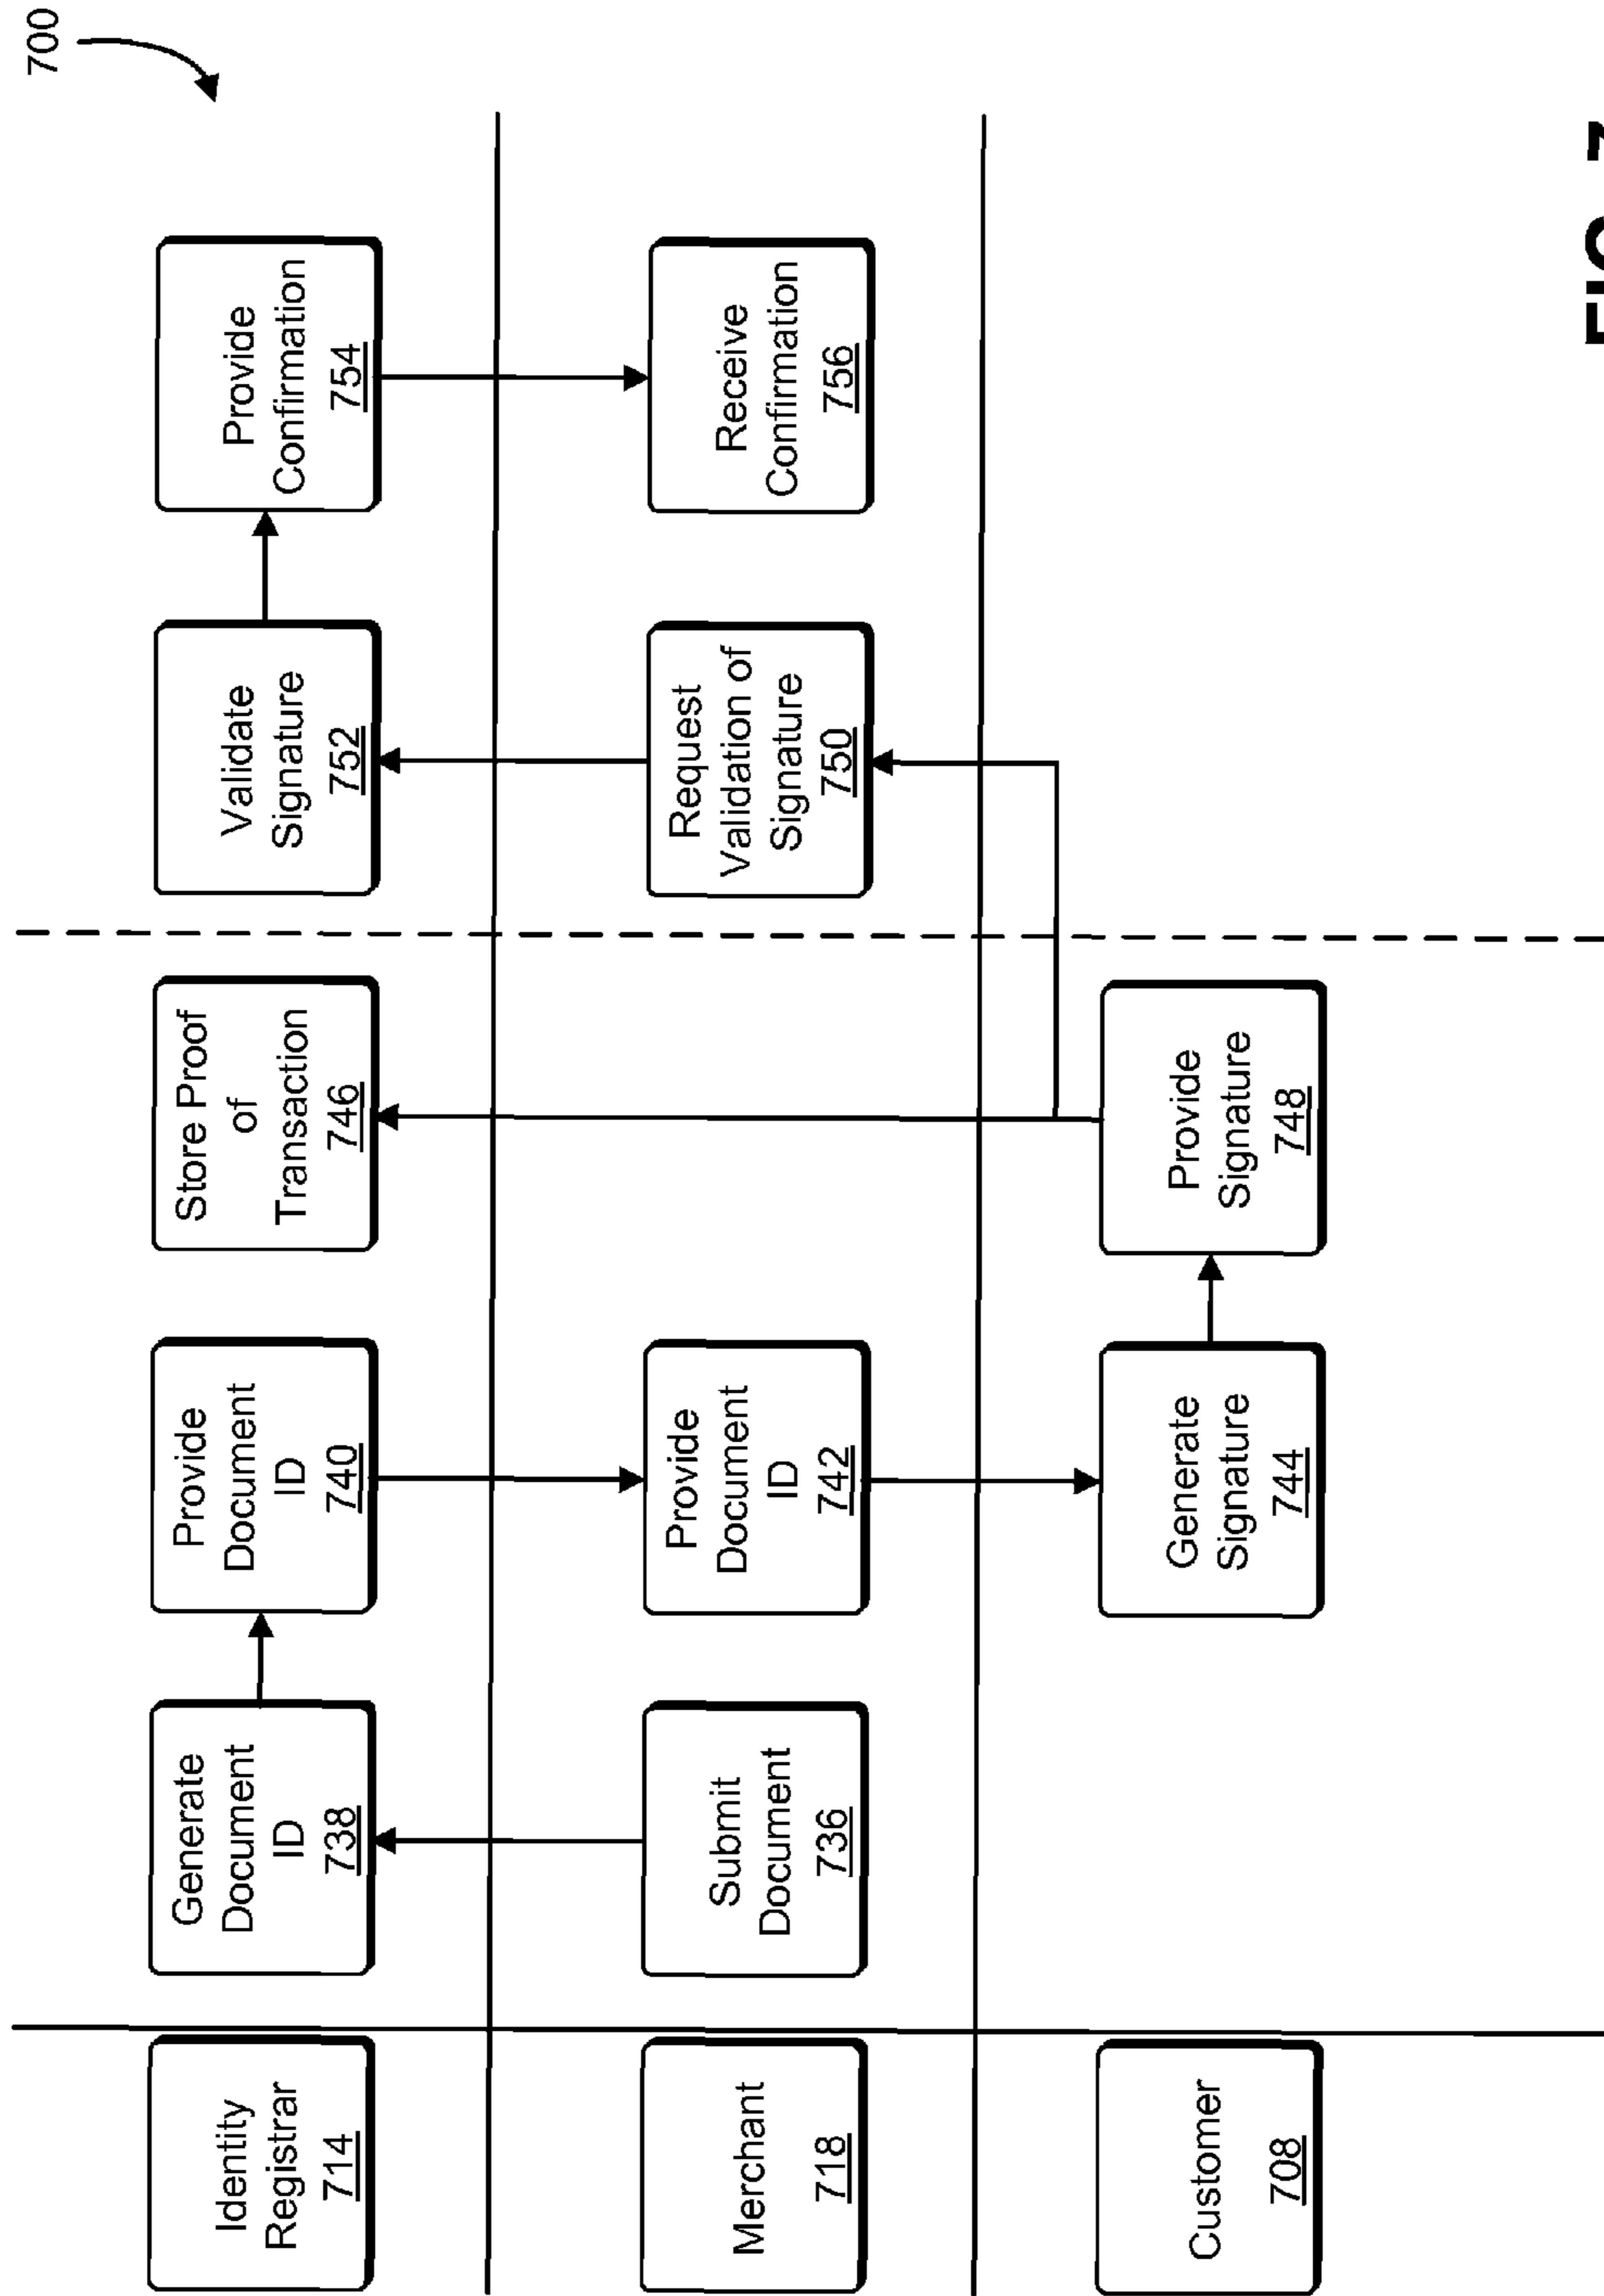 700
Identity
Registrar
714
Generate
Document
ID
738
Provide
Document
ID
740
Store Proof
of
Transaction
746
Validate
Signature
752
Provide
Confirmation
754
Merchant
718
Submit
Document
736
Provide
Document ID
742
Request
Validation of
Signature
750
Receive
Confirmation
756
Customer
708
Generate
Signature
744
Provide
Signature
748